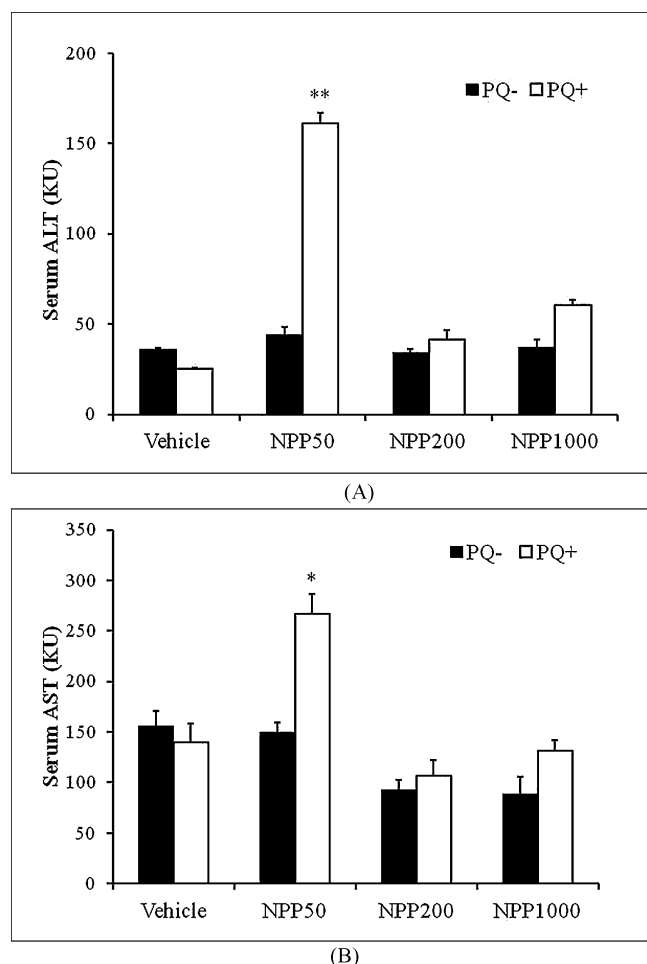 200
**
PQ- PQ+
150
Serum ALT (KU)
100
50
0
Vehicle NPP50 NPP200 NPP1000
(A)
350
PQ- PQ+
300
*
250
Serum AST (KU)
200
150
100
50
0
Vehicle NPP50 NPP200 NPP1000
(B)